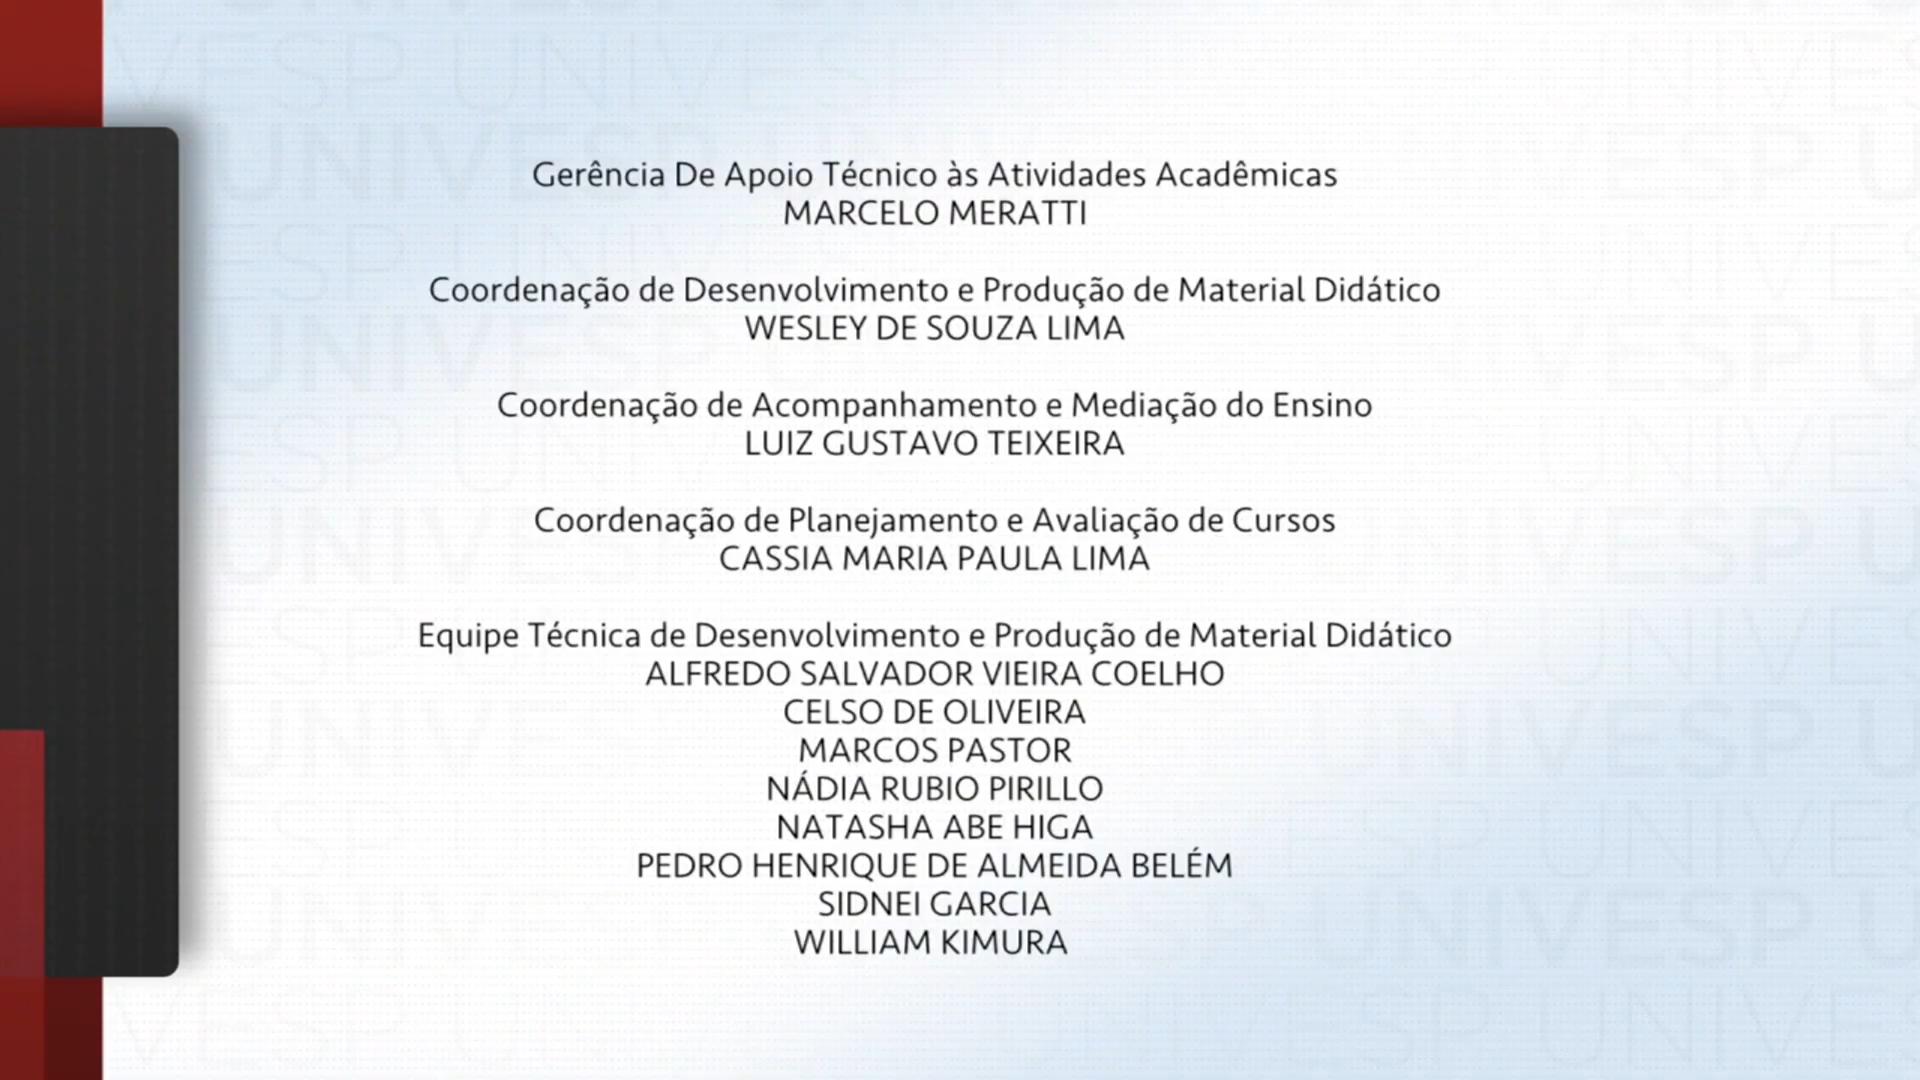 Gerência De Apoio Técnico às Atividades Acadêmicas
MARCELO MERATTI
Coordenação de Desenvolvimento e Produção de Material Didático
WESLEY DE SOUZA LIMA
Coordenação de Acompanhamento e Mediação do Ensino
LUIZ GUSTAVO TEIXEIRA
Coordenação de Planejamento e Avaliação de Cursos
CASSIA MARIA PAULA LIMA
Equipe Técnica de Desenvolvimento e Produção de Material Didático
ALFREDO SALVADOR VIEIRA COELHO
CELSO DE OLIVEIRA
MARCOS PASTOR
NÁDIA RUBIO PIRILLO
NATASHA ABE HIGA
PEDRO HENRIQUE DE ALMEIDA BELÉM
SIDNEI GARCIA
WILLIAM KIMURA